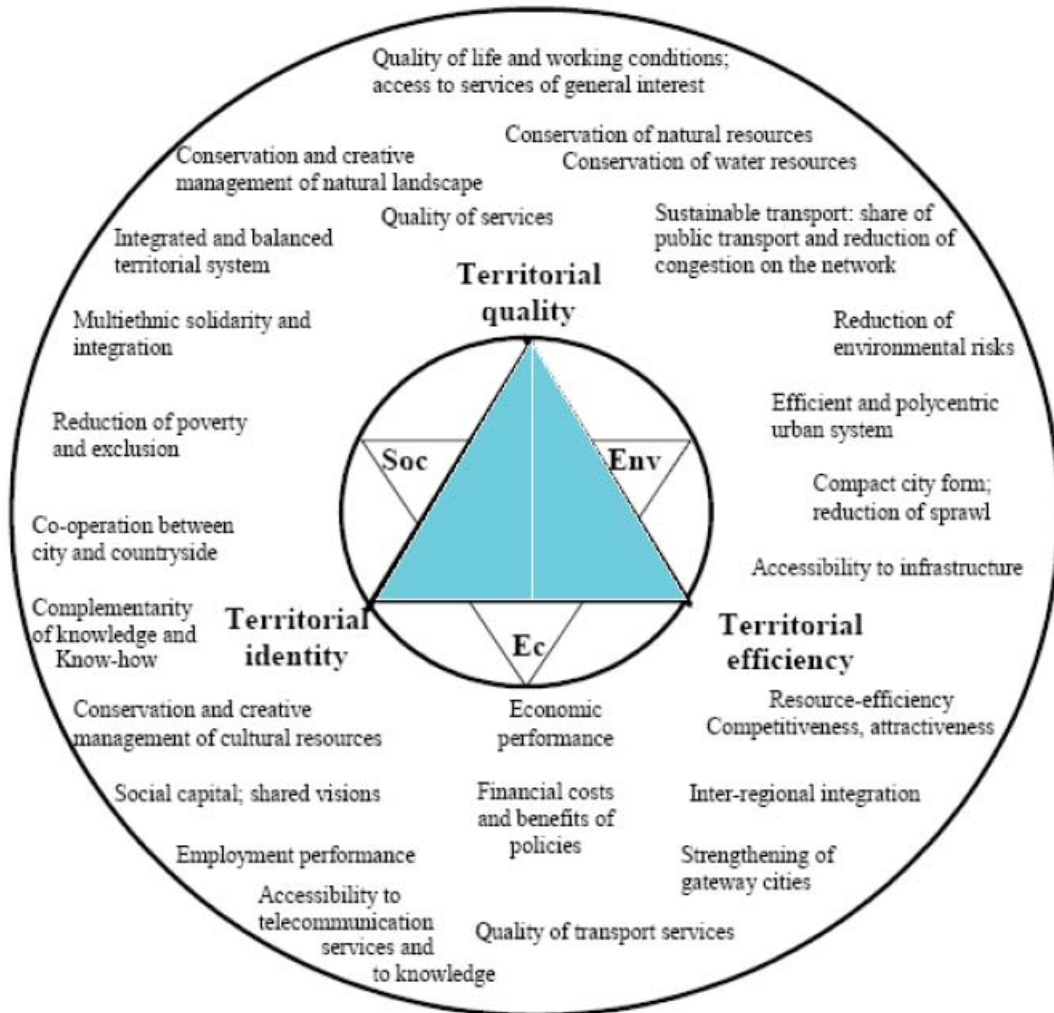 Quality of life and working conditions;
access to services of general interest
Conservation of natural resources
Conservation of water resources
Conservation and creative
management of natural landscape
Quality of services
Sustainable transport: share of
public transport and reduction of
congestion on the network
Integrated and balanced
territorial system
Territorial
quality
Multiethnic solidarity and
integration
Reduction of
environmental risks
Reduction of poverty
and exclusion
Efficient and polycentric
urban system
Soc
Env
Compact city form;
reduction of sprawl
Co-operation between
city and countryside
Accessibility to infrastructure
Complementarity
of knowledge and
Know-how
Territorial
identity
Ec
Territorial
efficiency
Resource-efficiency
Competitiveness, attractiveness
Conservation and creative
management of cultural resources
Economic
performance
Social capital; shared visions
Financial costs
and benefits of
policies
Inter-regional integration
Employment performance
Strengthening of
gateway cities
Accessibility to
telecommunication
services and
to knowledge
Quality of transport services